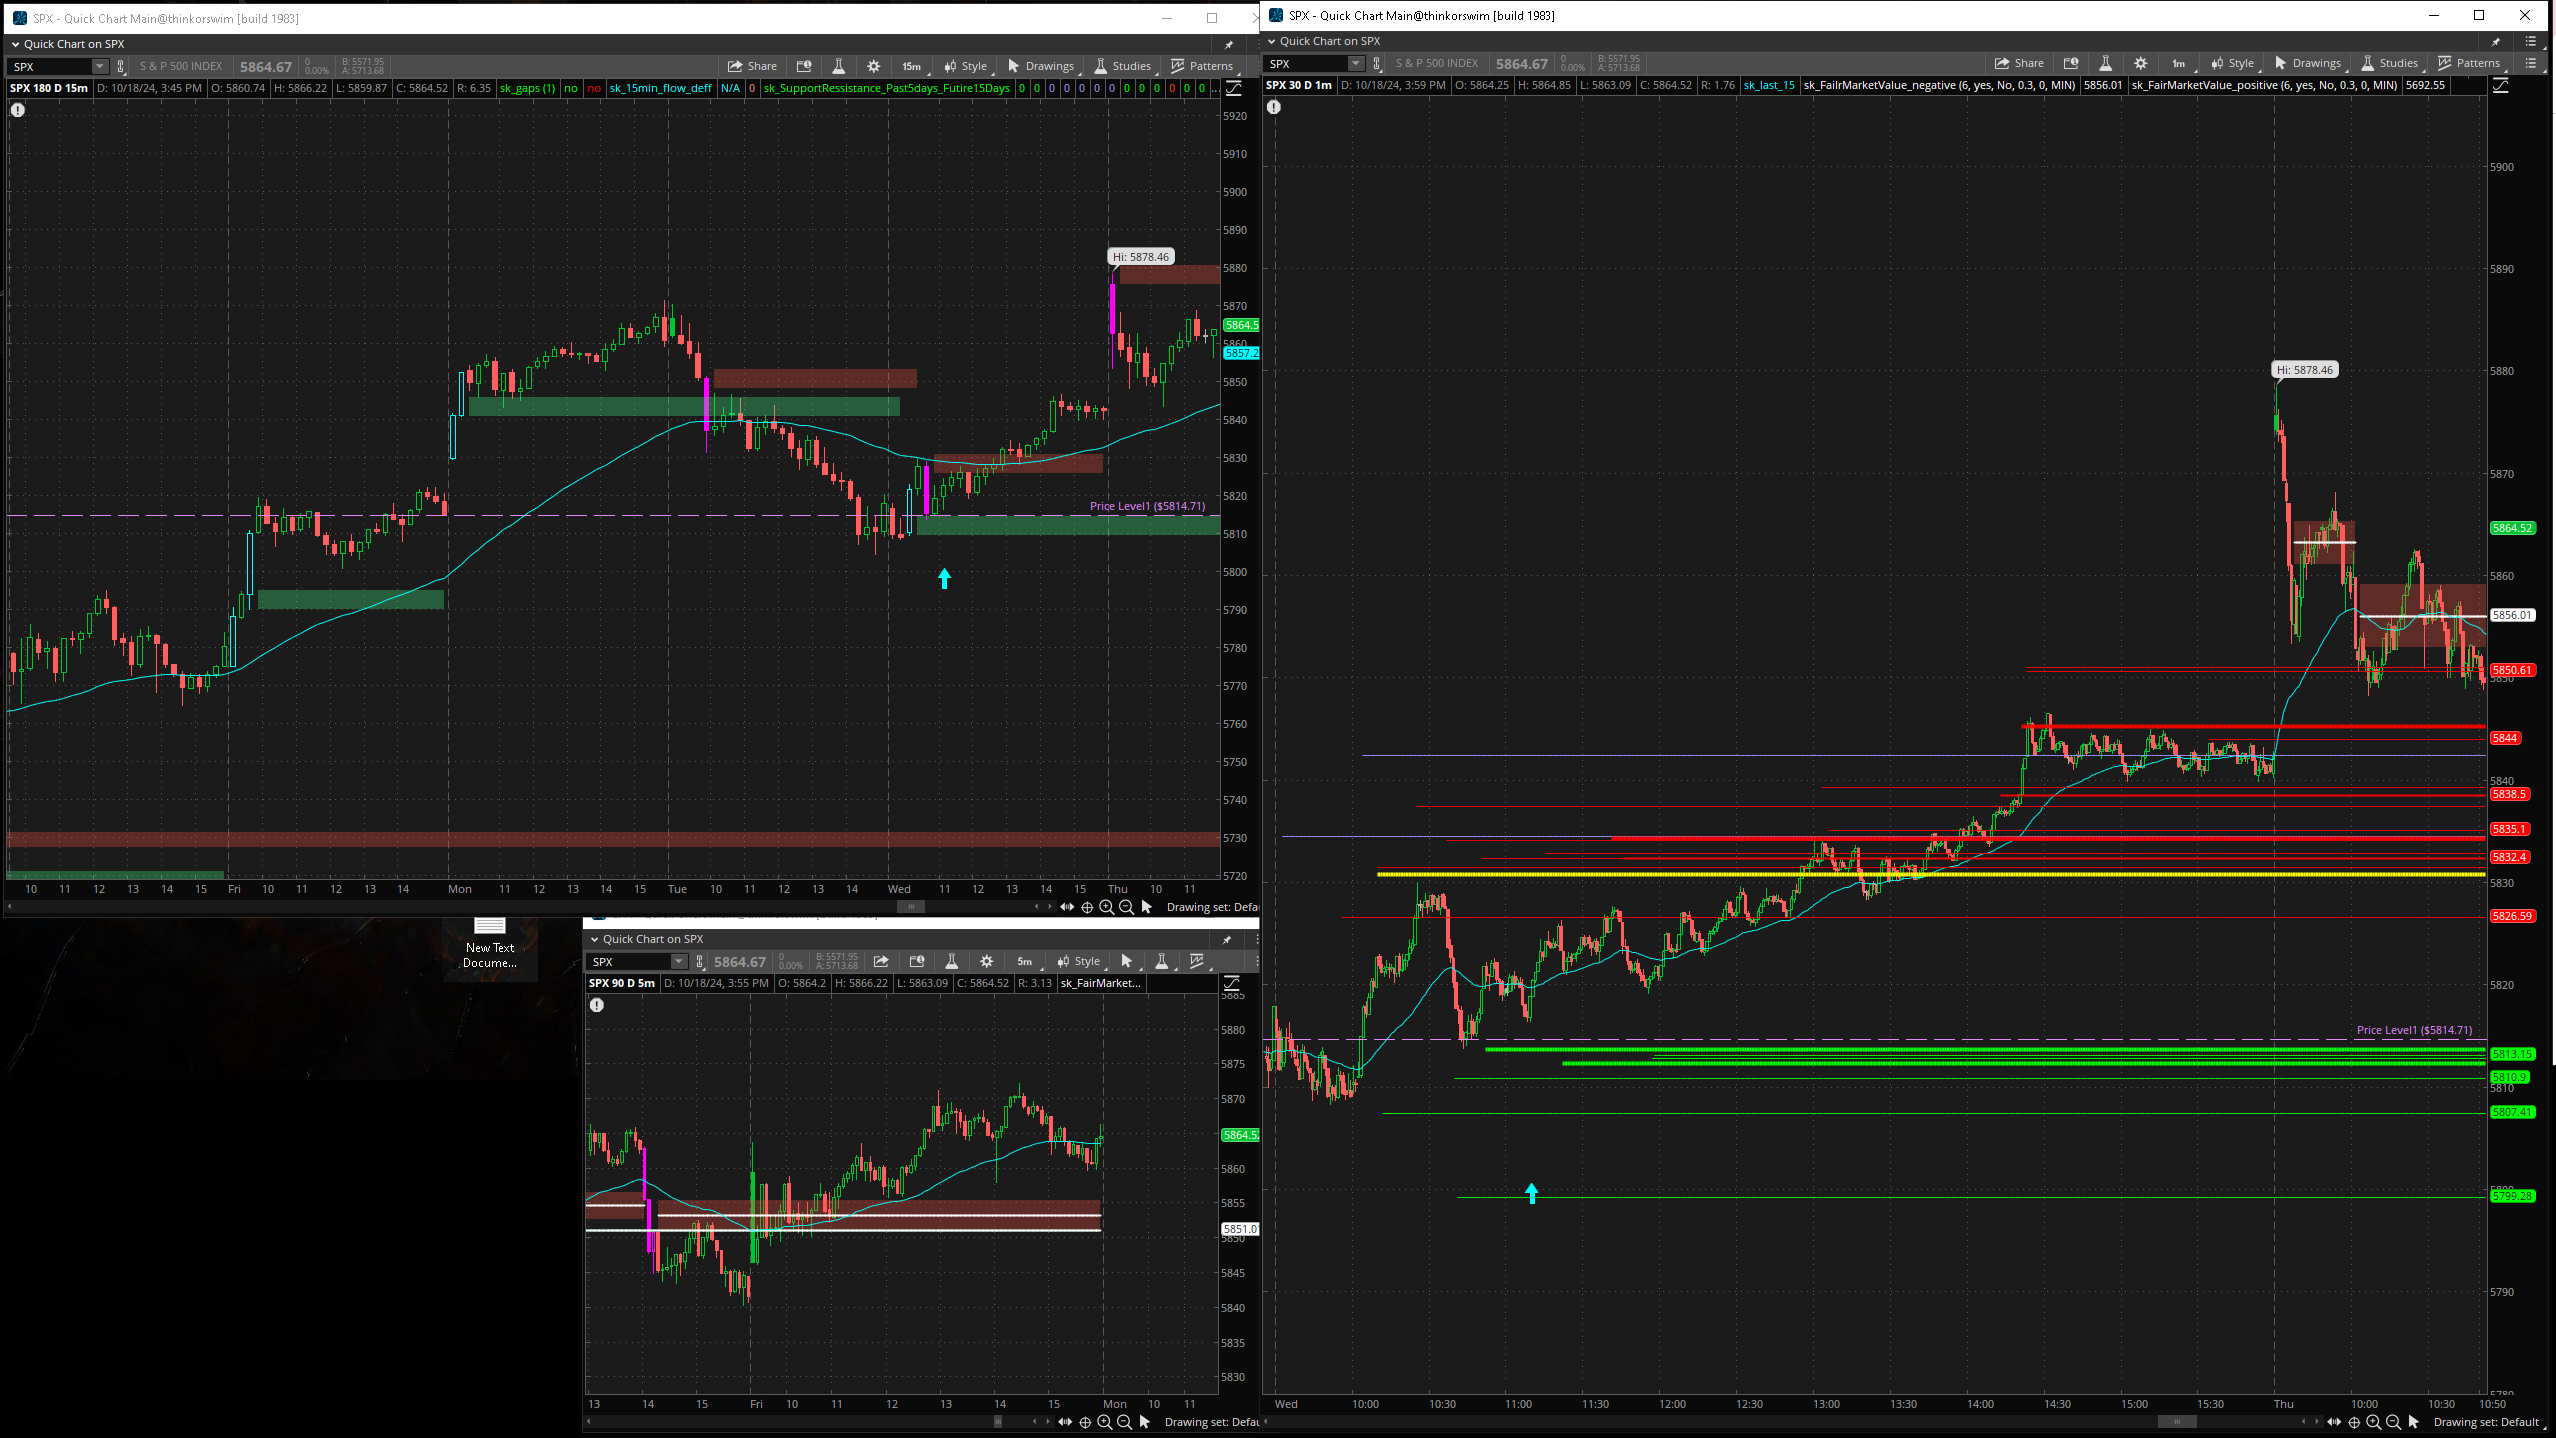 SPX - Quick Chart Main@thinkorswim [build 1983]
Quick Chart on SPX
SPX S & P 500 INDEX 5864.67 0 0.00% B: 5571.95 A: 5713.68 Share 15m Style Drawings Studies Patterns
SPX 180 D 15m D: 10/18/24, 3:45 PM O: 5860.74 H: 5866.22 L: 5859.87 C: 5864.52 R: 6.35 sk_gaps (1) no no sk_15min_flow_deff N/A 0 sk_SupportRessistance_Past5days_Futire15Days 0 0 0 0 0 0 0 0 0 0 0 0 0 ...
5920
5910
5900
5890
Hi: 5878.46
5880
5870
5864.5
5860
5857.2
5850
5840
5830
5820
Price Level1 ($5814.71)
5810
5800
5790
5780
5770
5760
5750
5740
5730
5720
10 11 12 13 14 15 Fri 10 11 12 13 14 Mon 11 12 13 14 15 Tue 10 11 12 13 14 Wed 11 12 13 14 15 Thu 10 11
Drawing set: Defa
New Text
Docume...
Quick Chart on SPX
SPX 5864.67 0 0.00% B: 5571.95 A: 5713.68 5m Style
SPX 90 D 5m D: 10/18/24, 3:55 PM O: 5864.2 H: 5866.22 L: 5863.09 C: 5864.52 R: 3.13 sk_FairMarket...
5885
5880
5875
5870
5864.52
5860
5855
5851.0
5850
5845
5840
5835
5830
13 14 15 Fri 10 11 12 13 14 15 Mon 10 11
Drawing set: Defau
SPX - Quick Chart Main@thinkorswim [build 1983]
Quick Chart on SPX
SPX S & P 500 INDEX 5864.67 0 0.00% B: 5571.95 A: 5713.68 Share 1m Style Drawings Studies Patterns
SPX 30 D 1m D: 10/18/24, 3:59 PM O: 5864.25 H: 5864.85 L: 5863.09 C: 5864.52 R: 1.76 sk_last_15 sk_FailrMarketValue_negative (6, yes, No, 0.3, 0, MIN) 5856.01 sk_FairMarketValue_positive (6, yes, No, 0.3, 0, MIN) 5692.55
5900
5890
Hi: 5878.46
5880
5870
5864.52
5860
5856.01
5850.61
5850
5844
5840
5838.5
5835.1
5832.4
5830
5826.59
5820
Price Level1 ($5814.71)
5813.15
5810.9
5810
5807.41
5799.28
5790
5780
Wed 10:00 10:30 11:00 11:30 12:00 12:30 13:00 13:30 14:00 14:30 15:00 15:30 Thu 10:00 10:30 10:50
Drawing set: Default